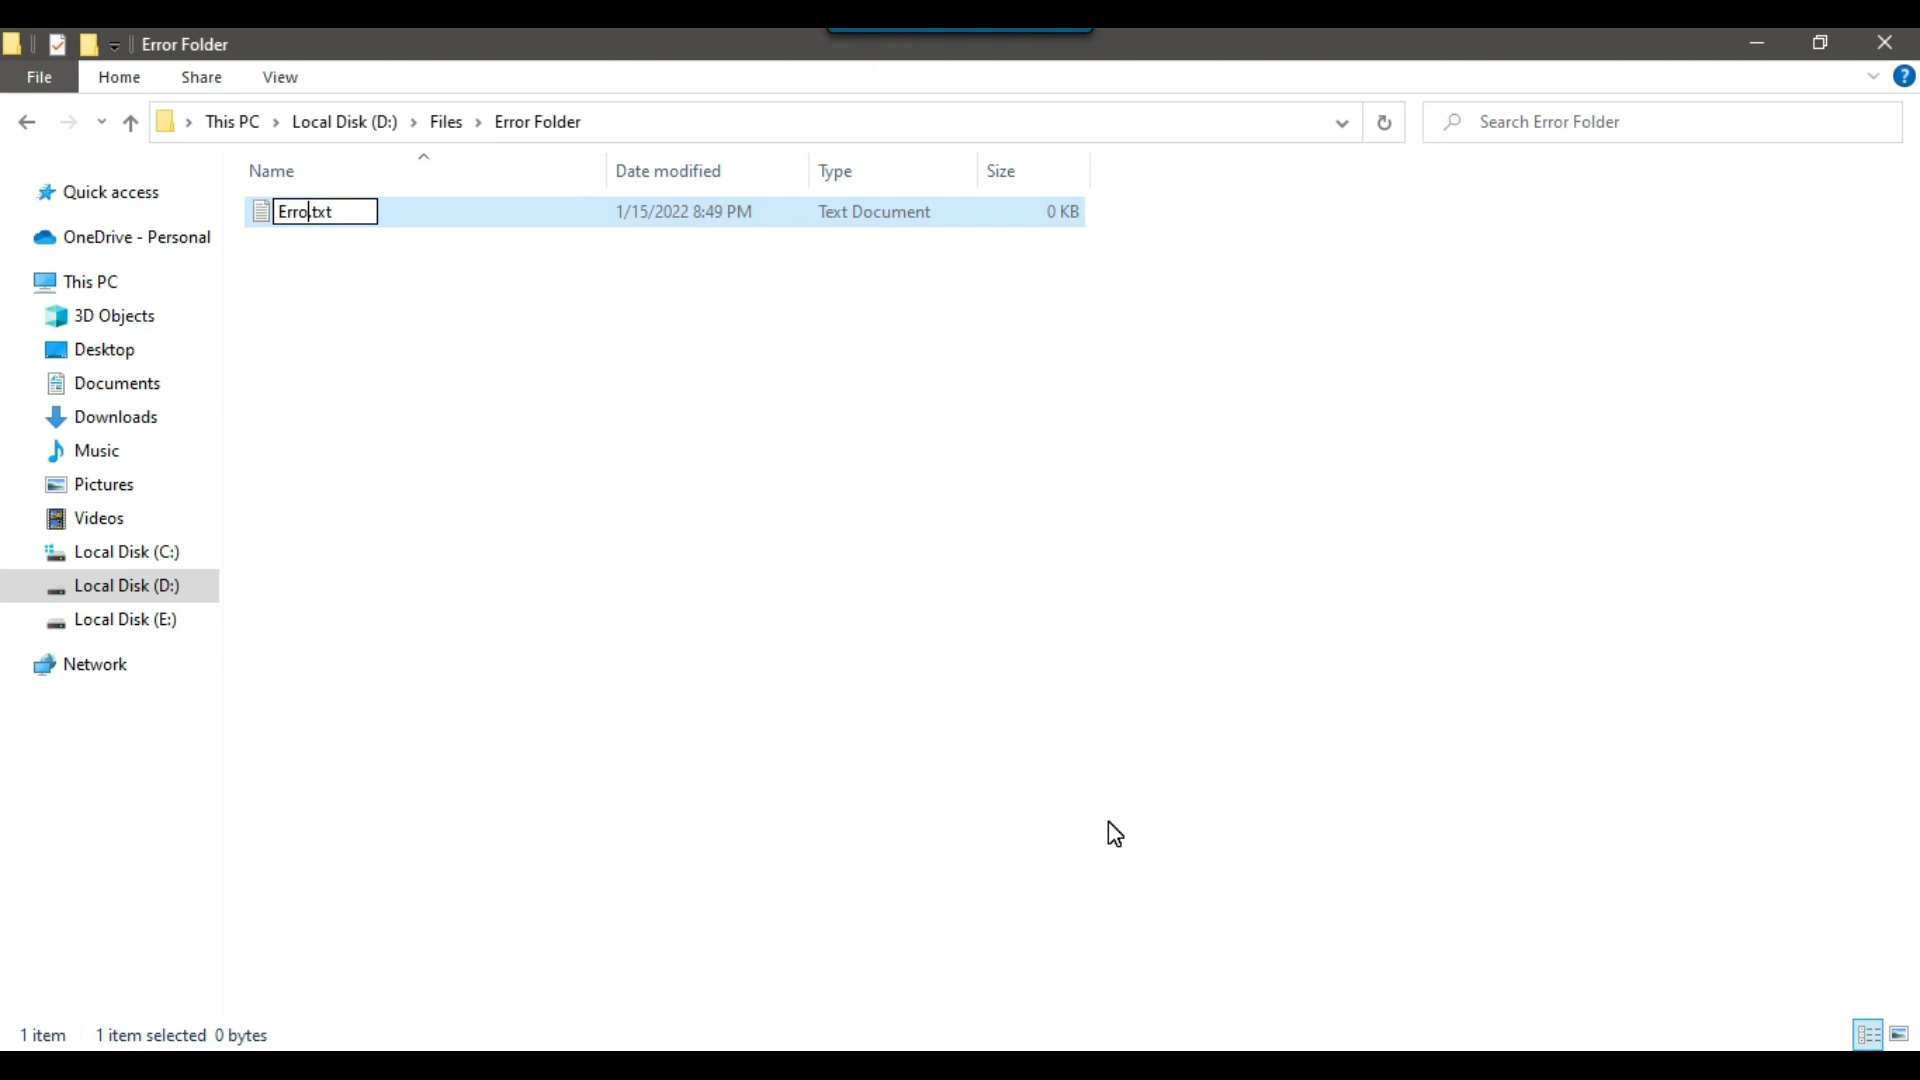 Error Folder
File Home Share View
This PC Local Disk (D:) Files Error Folder Search Error Folder
Name Date modified Type Size
Erro.txt 1/15/2022 8:49 PM Text Document 0 KB
Quick access
OneDrive - Personal
This PC
3D Objects
Desktop
Documents
Downloads
Music
Pictures
Videos
Local Disk (C:)
Local Disk (D:)
Local Disk (E:)
Network
1 item 1 item selected 0 bytes